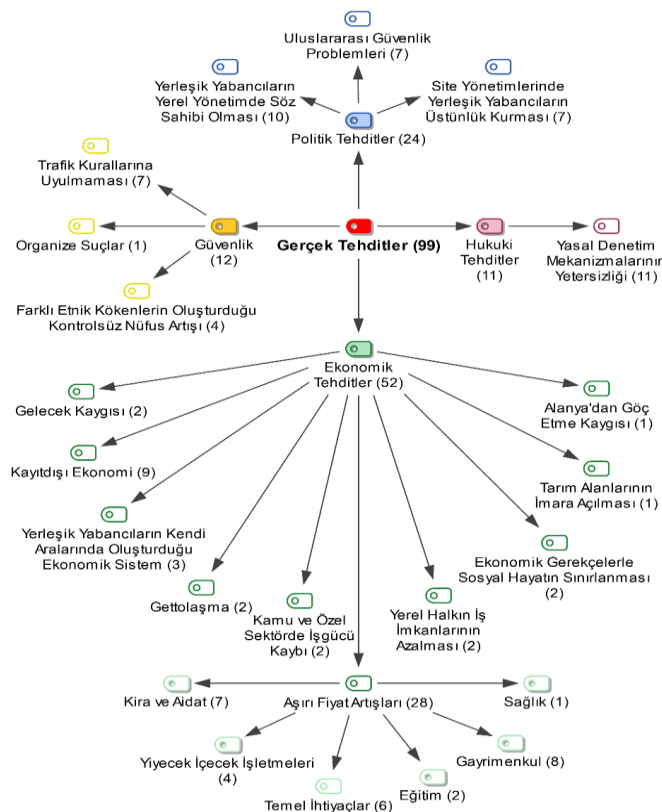 Uluslararası Güvenlik
Problemleri (7)
Yerleşik Yabancıların
Yerel Yönetimde Söz
Sahibi Olması (10)
Site Yönetimlerinde
Yerleşik Yabancıların
Üstünlük Kurması (7)
Politik Tehditler (24)
Trafik Kurallarına
Uyulmaması (7)
Organize Suçlar (1)
Güvenlik
(12)
Gerçek Tehditler (99)
Hukuki
Tehditler
(11)
Yasal Denetim
Mekanizmalarının
Yetersizliği (11)
Farklı Etnik Kökenlerin Oluşturduğu
Kontrolsüz Nüfus Artışı (4)
Ekonomik
Tehditler (52)
Gelecek Kaygısı (2)
Alanya'dan Göç
Etme Kaygısı (1)
Kayıtdışı Ekonomi (9)
Tarım Alanlarının
İmara Açılması (1)
Yerleşik Yabancıların Kendi
Aralarında Oluşturduğu
Ekonomik Sistem (3)
Ekonomik Gerekçelerle
Sosyal Hayatın Sınırlanması
(2)
Gettolaşma (2)
Kamu ve Özel
Sektörde İşgücü
Kaybı (2)
Yerel Halkın İş
İmkanlarının
Azalması (2)
Kira ve Aidat (7)
Aşırı Fiyat Artışları (28)
Sağlık (1)
Yiyecek İçecek İşletmeleri
(4)
Gayrimenkul (8)
Temel İhtiyaçlar (6)
Eğitim (2)